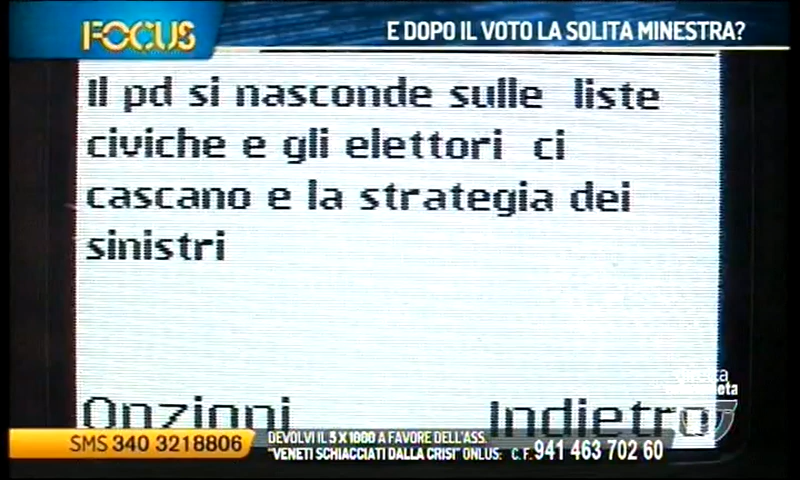 FOCUS
E DOPO IL VOTO LA SOLITA MINESTRA?
Il pd si nasconde sulle liste
civiche e gli elettori ci
cascano e la strategia dei
sinistri
Opzioni Indietro
SMS 340 3218806
DEVOLVI IL 5 X 1000 A FAVORE DELL'ASS.
"VENETI SCHIACCIATI DALLA CRISI" ONLUS: C.F. 941 463 702 60